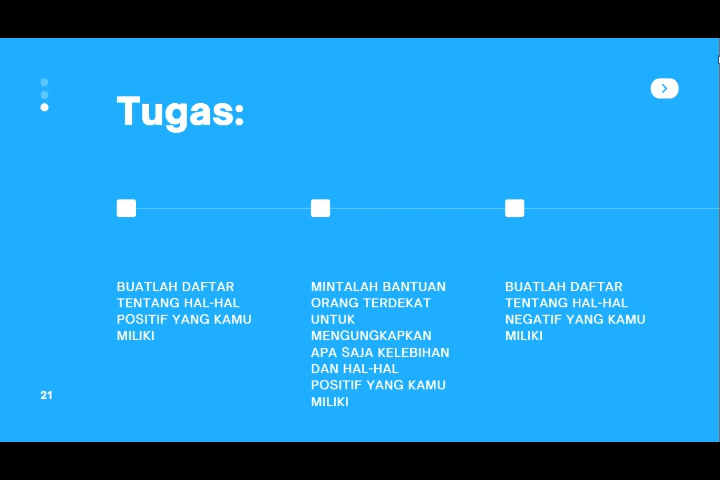 Tugas:
BUATLAH DAFTAR
TENTANG HAL-HAL
POSITIF YANG KAMU
MILIKI
MINTALAH BANTUAN
ORANG TERDEKAT
UNTUK
MENGUNGKAPKAN
APA SAJA KELEBIHAN
DAN HAL-HAL
POSITIF YANG KAMU
MILIKI
BUATLAH DAFTAR
TENTANG HAL-HAL
NEGATIF YANG KAMU
MILIKI
21